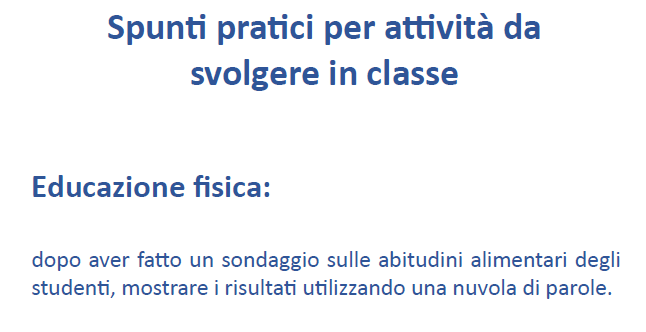 Spunti pratici per attività da
svolgere in classe
Educazione fisica:
dopo aver fatto un sondaggio sulle abitudini alimentari degli
studenti, mostrare i risultati utilizzando una nuvola di parole.